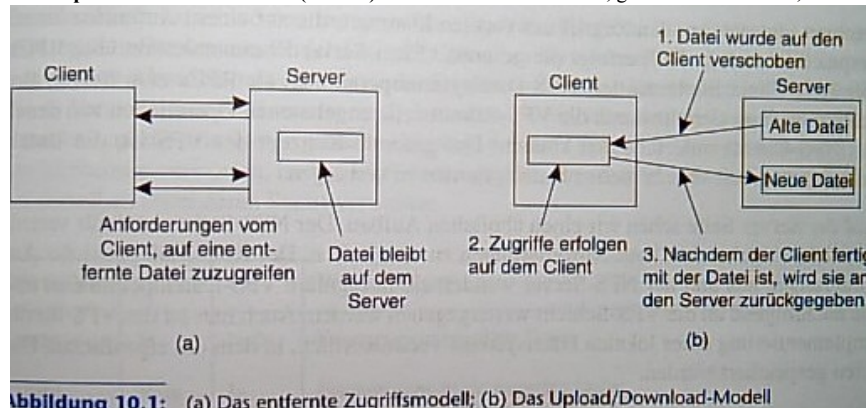 Client
Server
Anforderungen vom
Client, auf eine ent-
fernte Datei zuzugreifen
Datei bleibt
auf dem
Server
(a)
1. Datei wurde auf den
Client verschoben
Client
Server
Alte Datei
Neue Datei
2. Zugriffe erfolgen
auf dem Client
3. Nachdem der Client fertig
mit der Datei ist, wird sie an
den Server zurückgegeben
(b)
Abbildung 10.1: (a) Das entfernte Zugriffsmodell; (b) Das Upload/Download-Modell